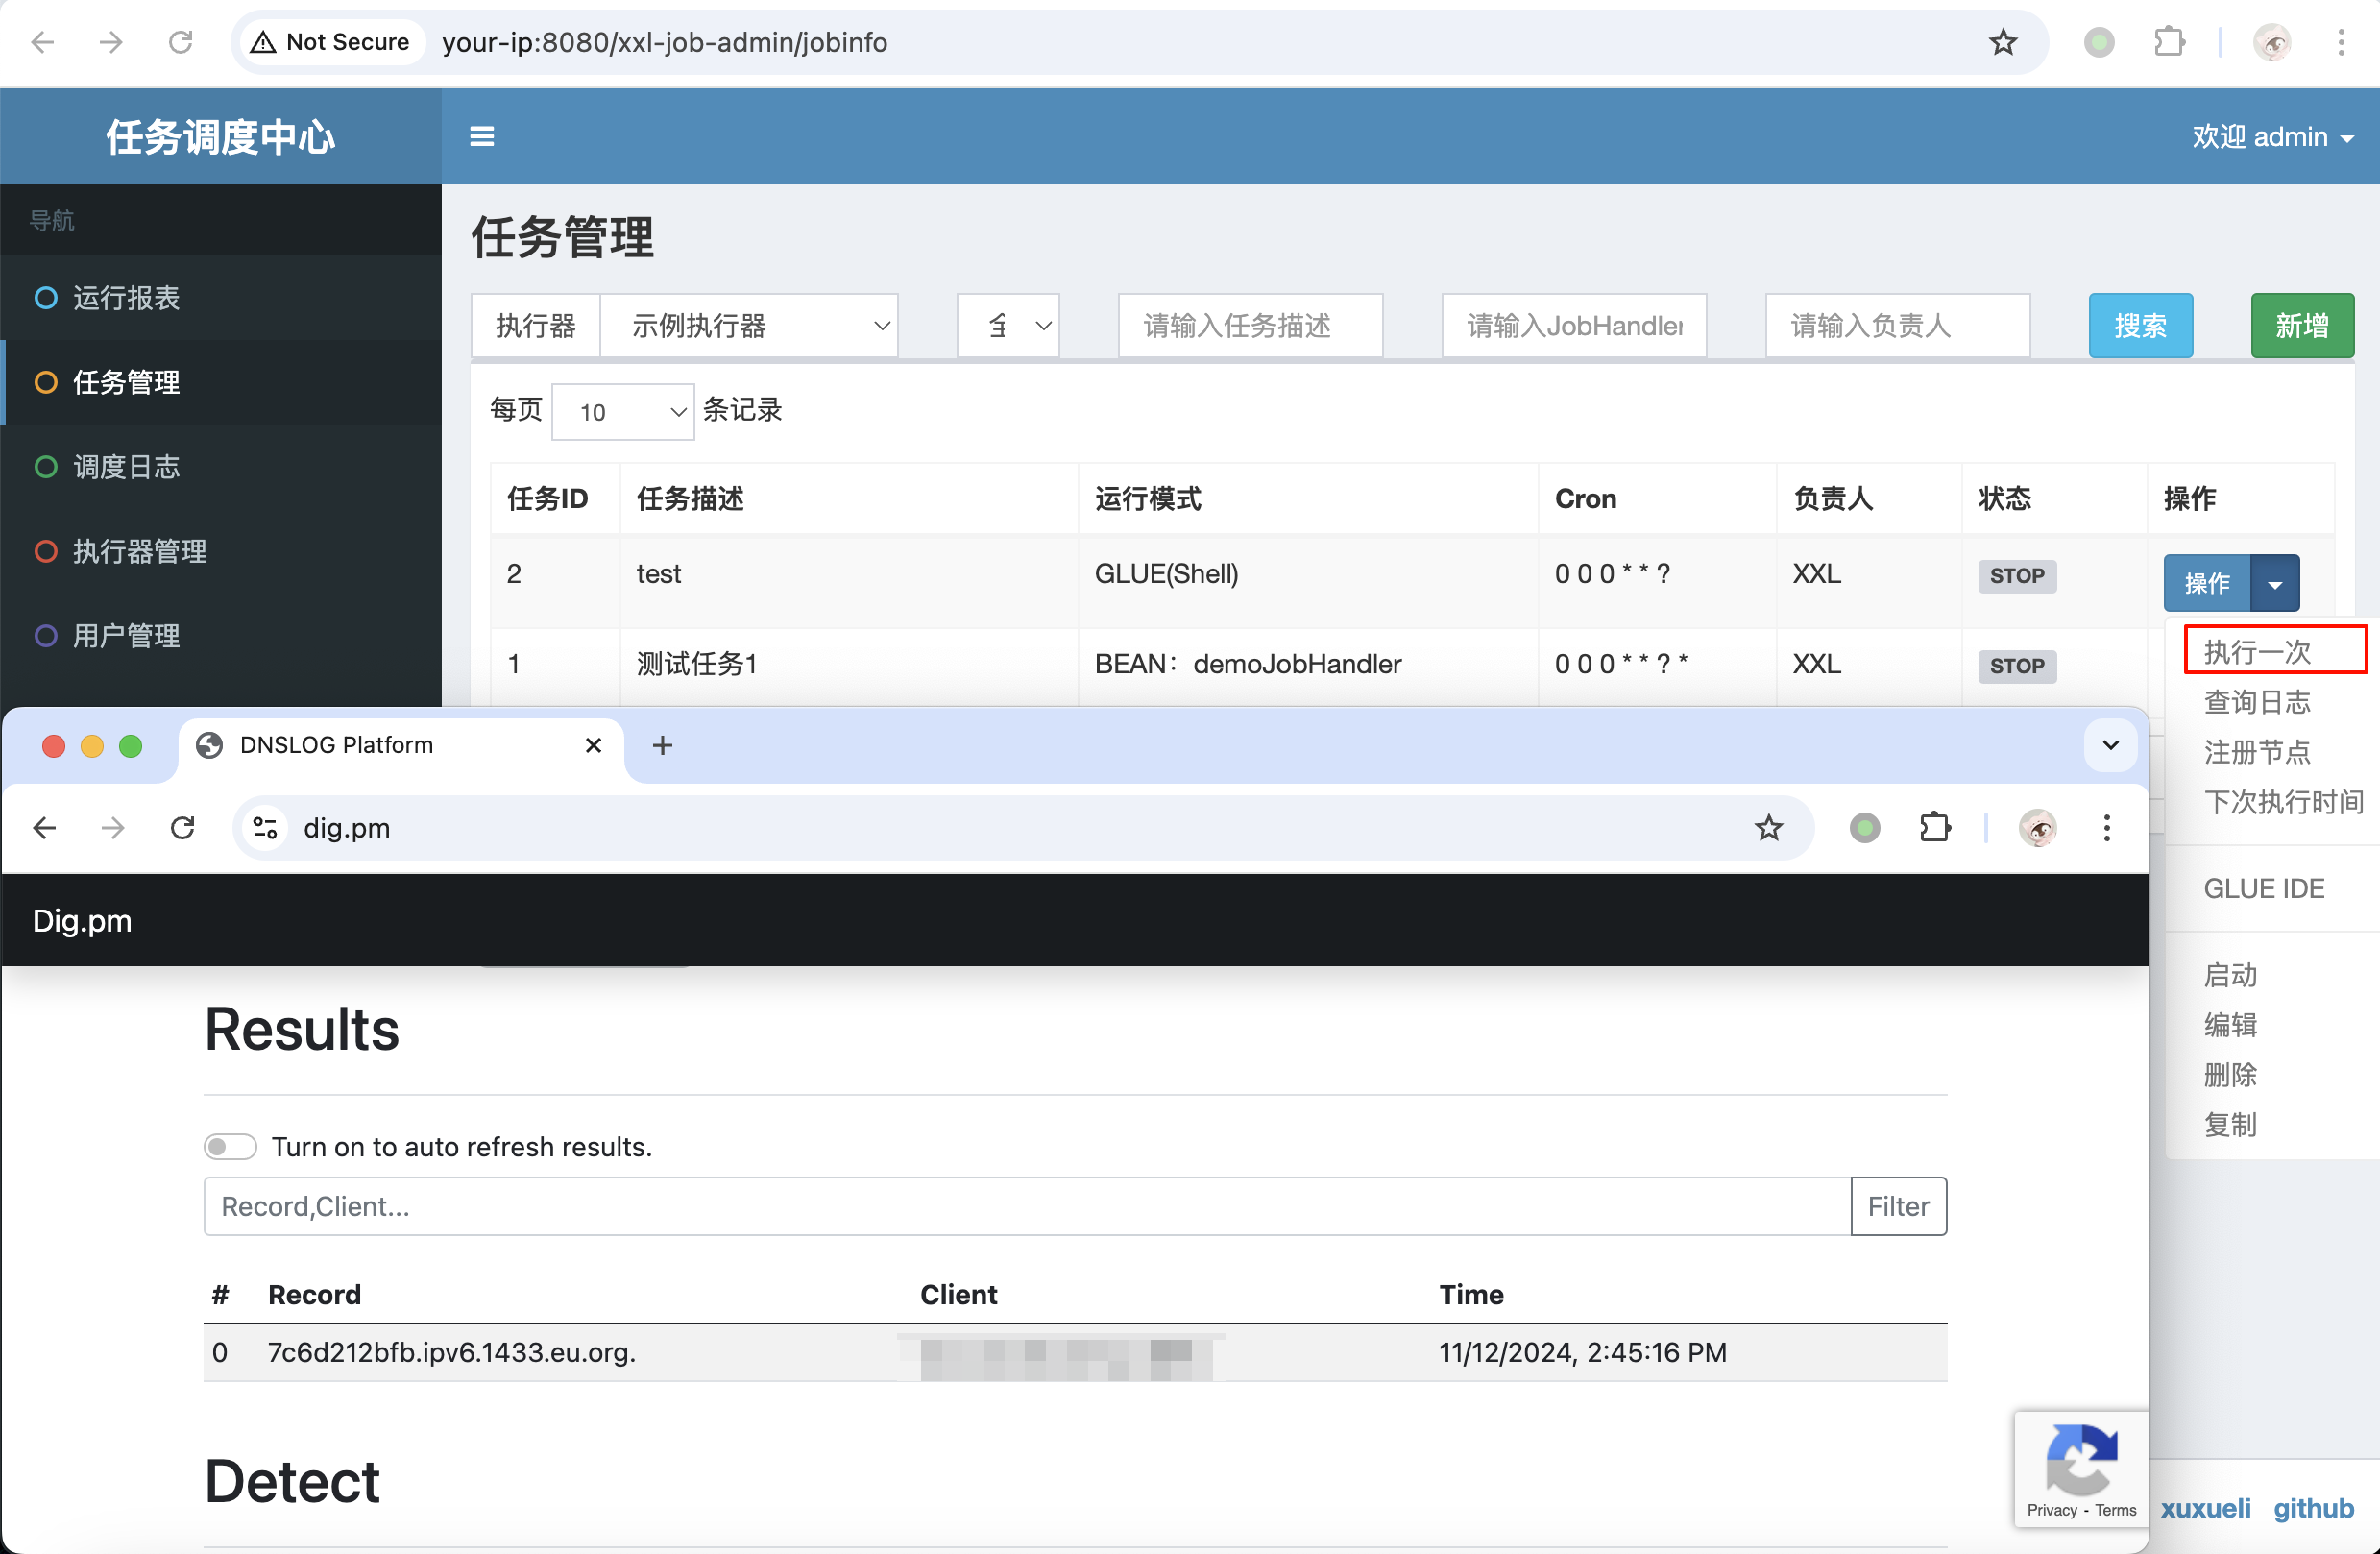 Not Secure your-ip:8080/xxl-job-admin/jobinfo
任务调度中心
欢迎 admin
导航
运行报表
任务管理
调度日志
执行器管理
用户管理
任务管理
执行器 示例执行器 请输入任务描述 请输入JobHandler 请输入负责人 搜索 新增
每页 10 条记录
任务ID 任务描述 运行模式 Cron 负责人 状态 操作
2 test GLUE(Shell) 0 0 0 * * ? XXL STOP 操作
1 测试任务1 BEAN：demoJobHandler 0 0 0 * * ? * XXL STOP
执行一次
查询日志
注册节点
下次执行时间
GLUE IDE
启动
编辑
删除
复制
DNSLOG Platform
dig.pm
Dig.pm
Results
Turn on to auto refresh results.
Record,Client... Filter
# Record Client Time
0 7c6d212bfb.ipv6.1433.eu.org. 11/12/2024, 2:45:16 PM
Detect
Privacy - Terms
xuxueli github